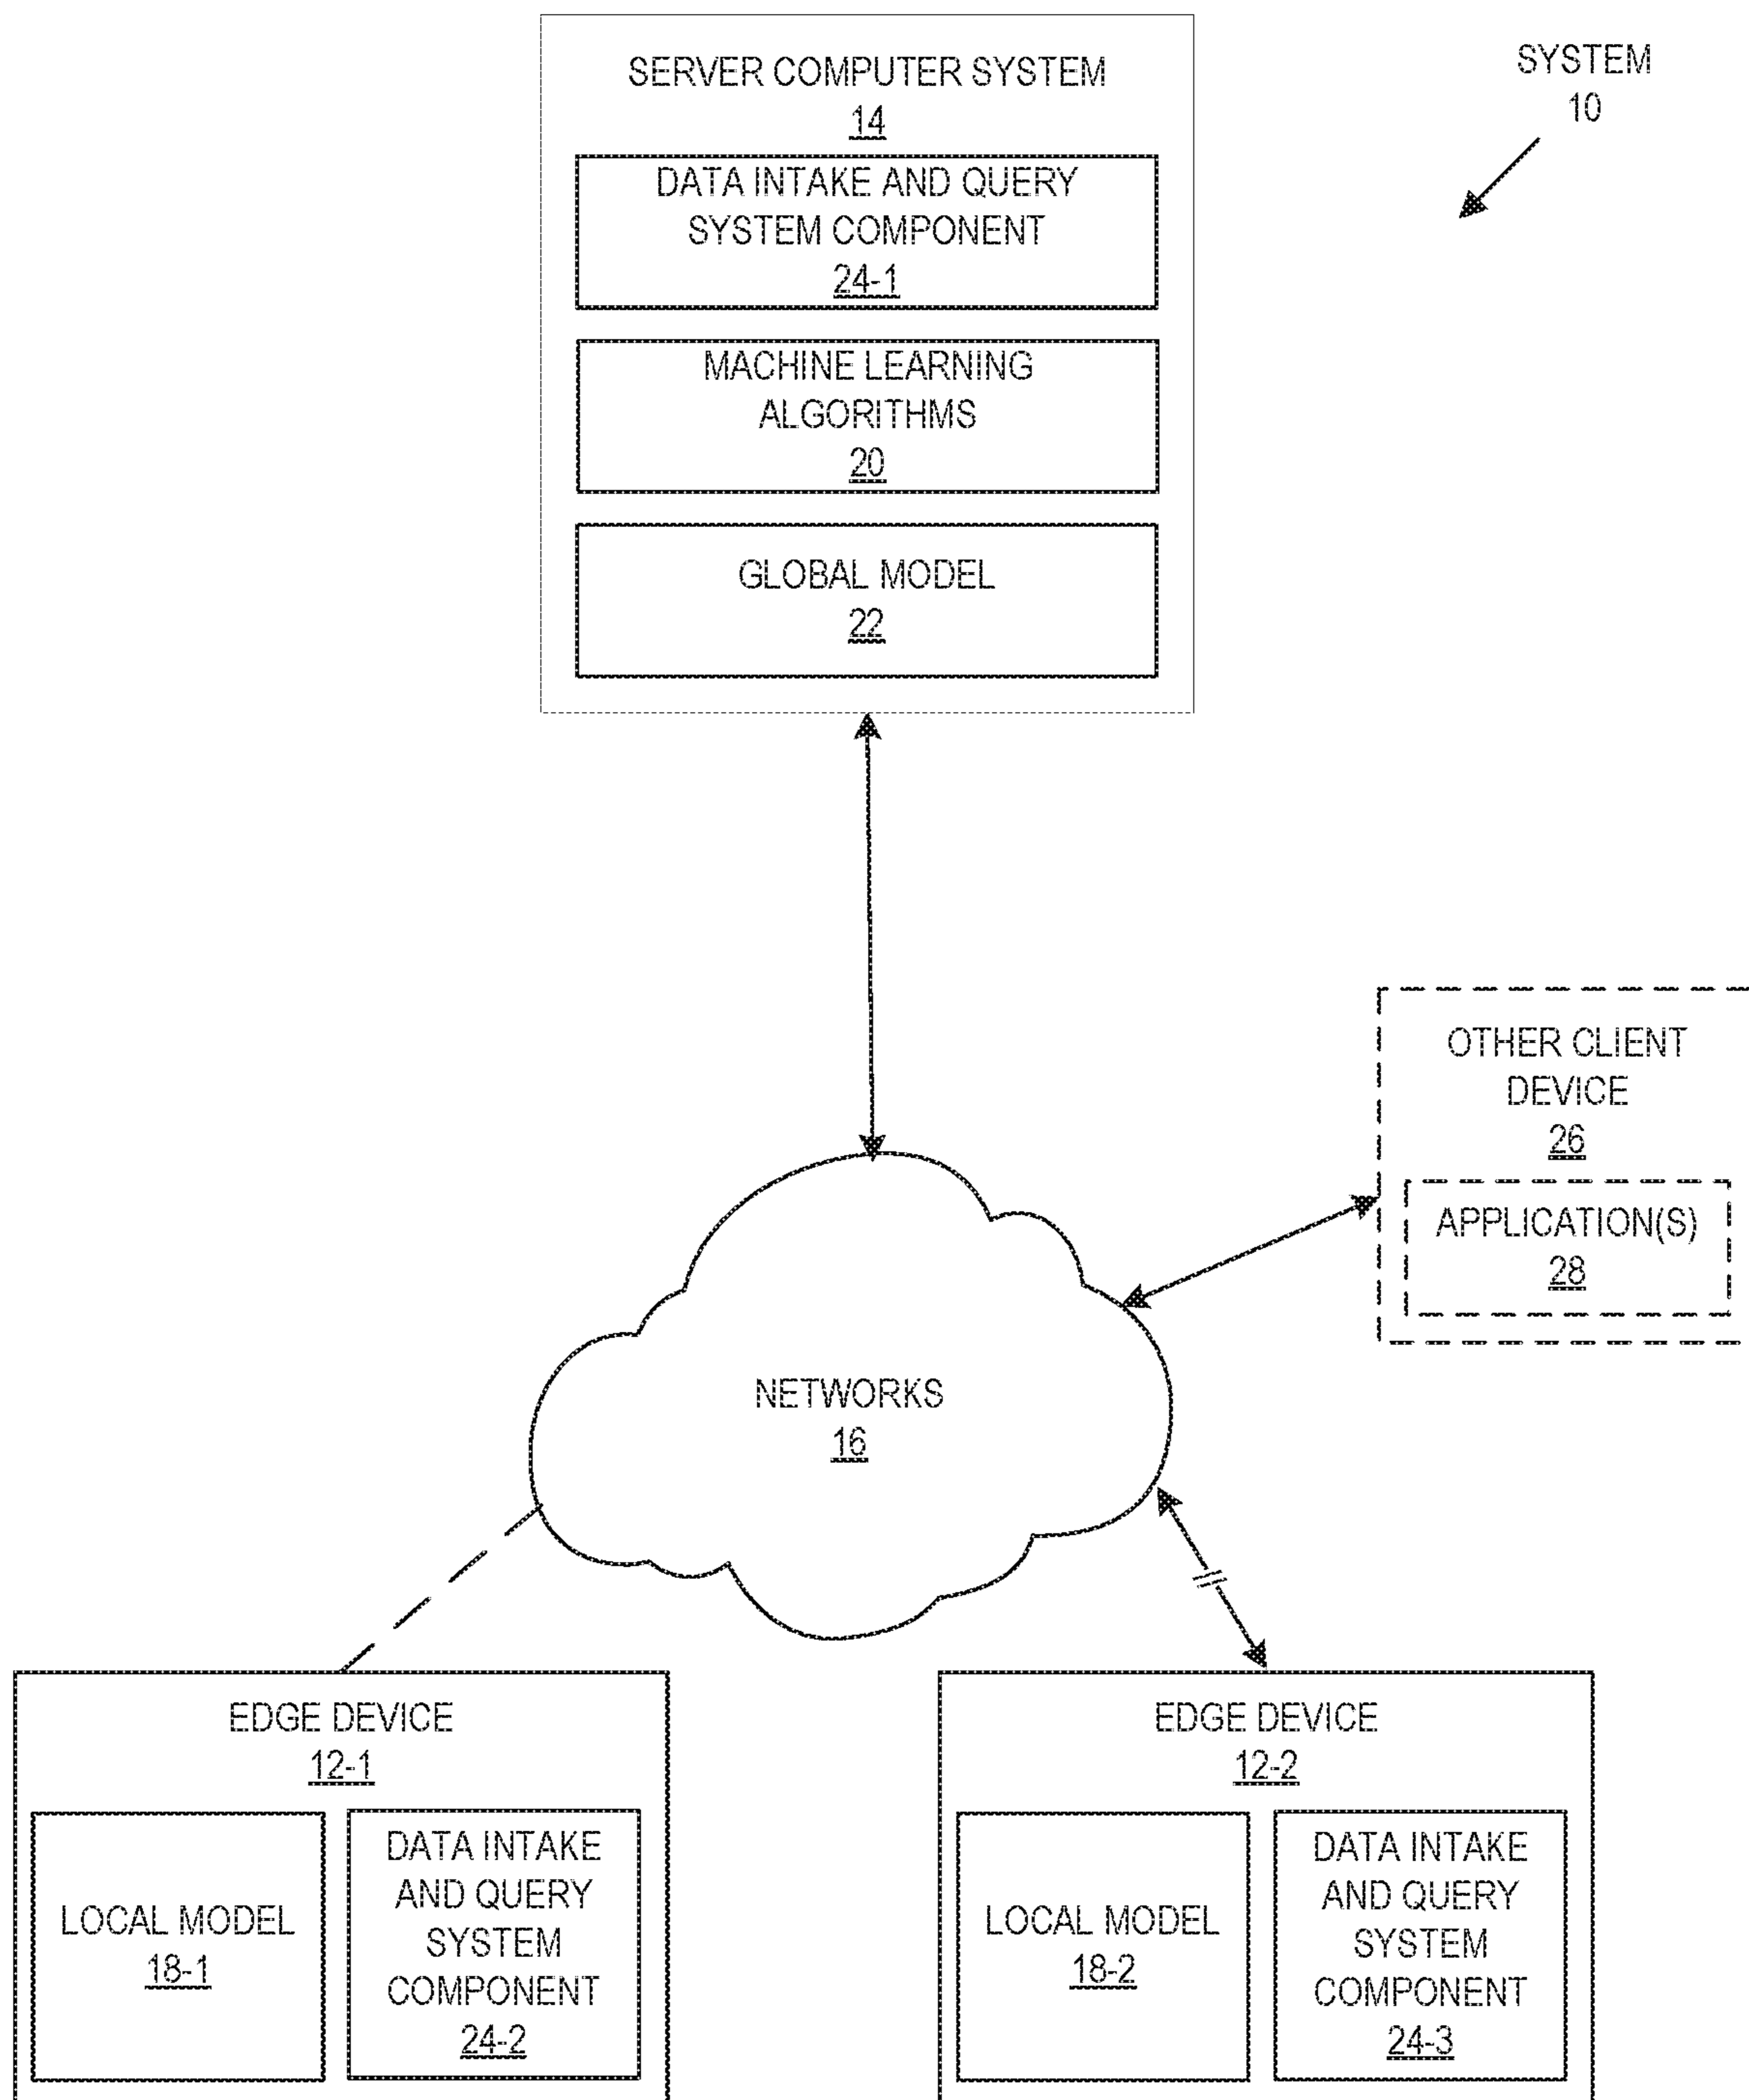 SERVER COMPUTER SYSTEM
14
SYSTEM
10
DATA INTAKE AND QUERY
SYSTEM COMPONENT
24-1
MACHINE LEARNING
ALGORITHMS
20
GLOBAL MODEL
22
OTHER CLIENT
DEVICE
26
APPLICATION(S)
28
NETWORKS
16
EDGE DEVICE
12-1
LOCAL MODEL
18-1
DATA INTAKE
AND QUERY
SYSTEM
COMPONENT
24-2
EDGE DEVICE
12-2
LOCAL MODEL
18-2
DATA INTAKE
AND QUERY
SYSTEM
COMPONENT
24-3